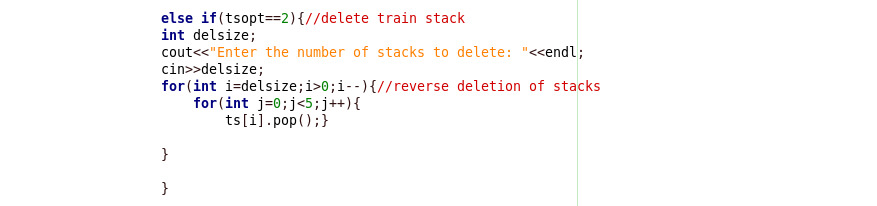 else if(tsopt==2){//delete train stack
int delsize;
cout<<"Enter the number of stacks to delete: "<<endl;
cin>>delsize;
for(int i=delsize;i>0;i--){//reverse deletion of stacks
    for(int j=0;j<5;j++){
        ts[i].pop();}
}
}